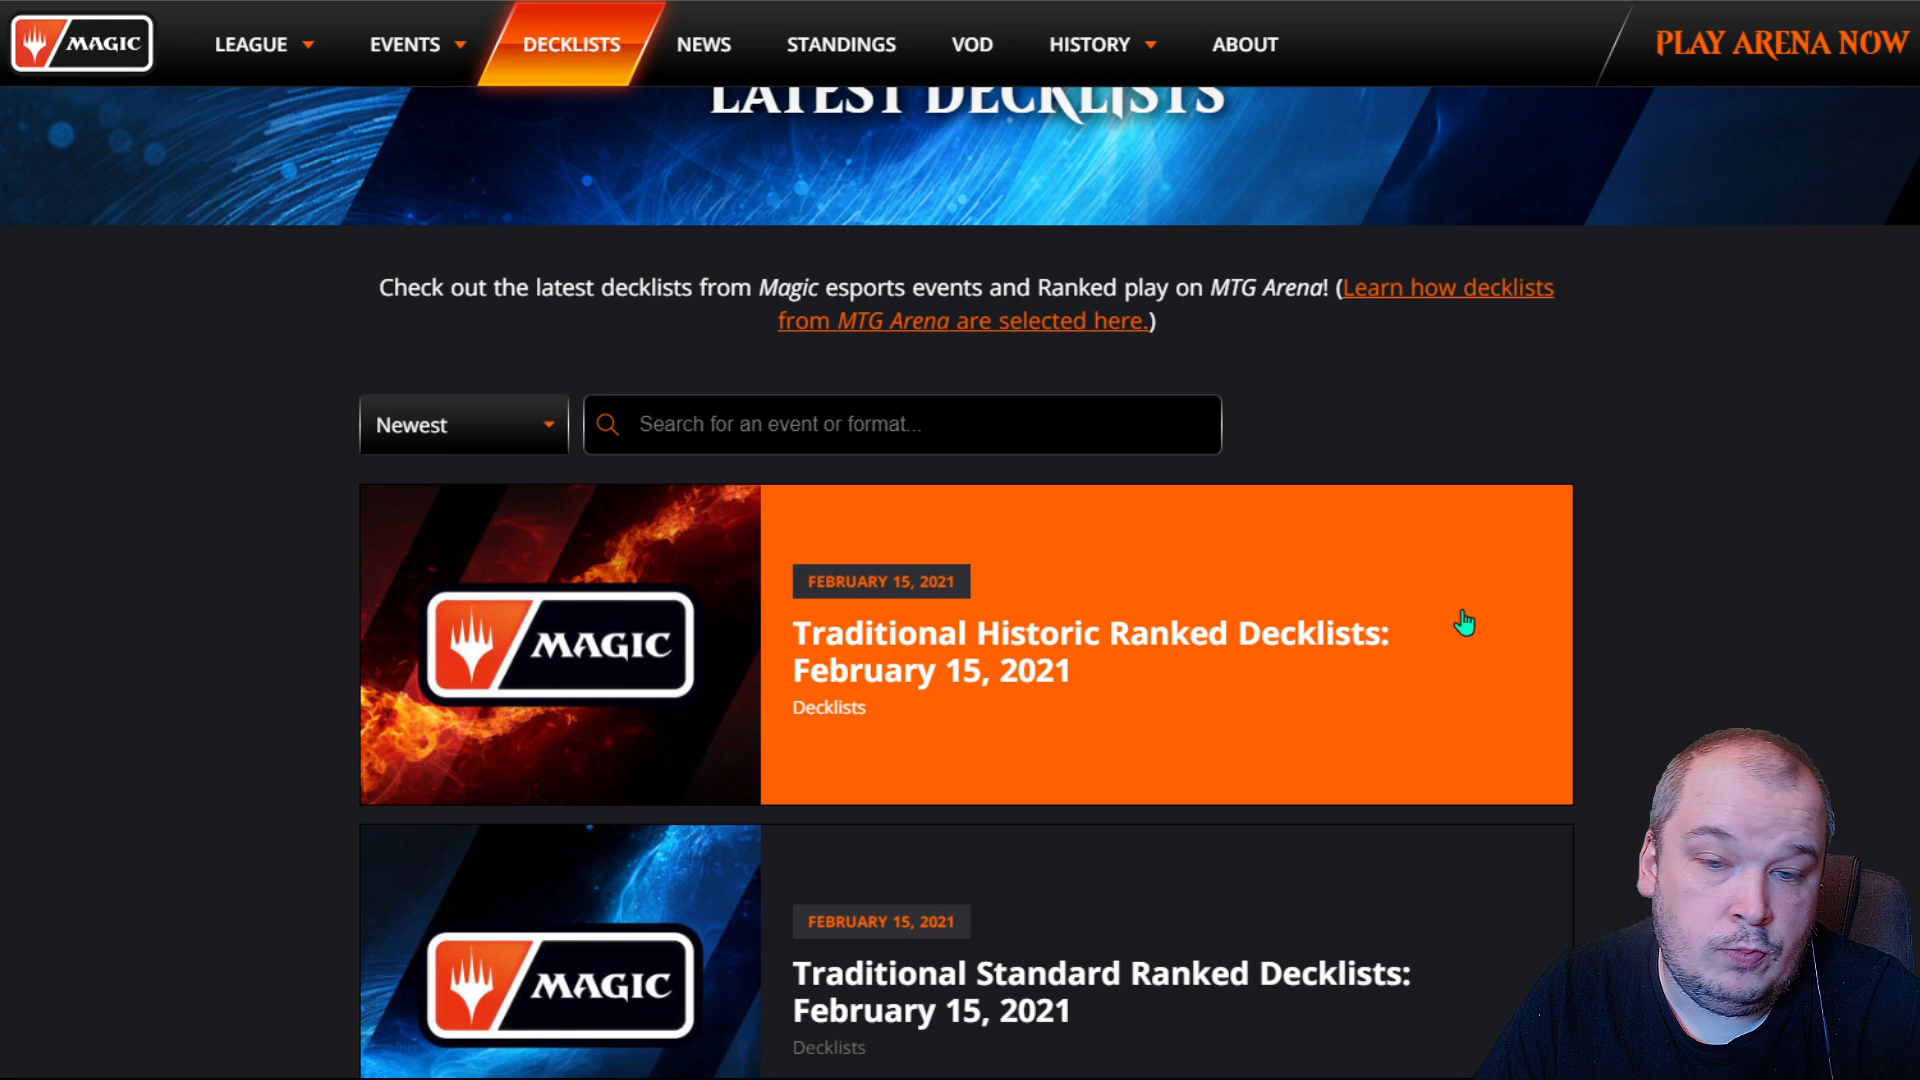 MAGIC
LEAGUE
EVENTS
DECKLISTS
NEWS
STANDINGS
VOD
HISTORY
ABOUT
PLAY ARENA NOW
LATEST DECKLISTS
Check out the latest decklists from Magic esports events and Ranked play on MTG Arena! (Learn how decklists
from MTG Arena are selected here.)
Newest
Search for an event or format...
MAGIC
FEBRUARY 15, 2021
Traditional Historic Ranked Decklists:
February 15, 2021
Decklists
MAGIC
FEBRUARY 15, 2021
Traditional Standard Ranked Decklists:
February 15, 2021
Decklists